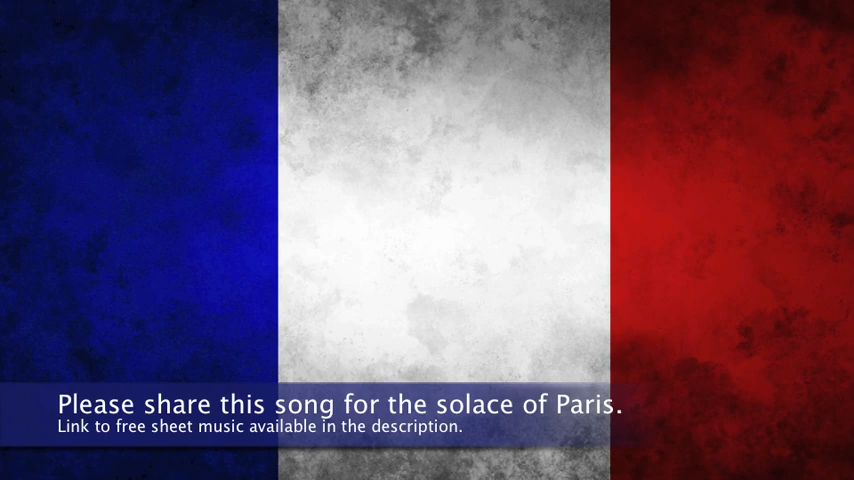 Please share this song for the solace of Paris.
Link to free sheet music available in the description.